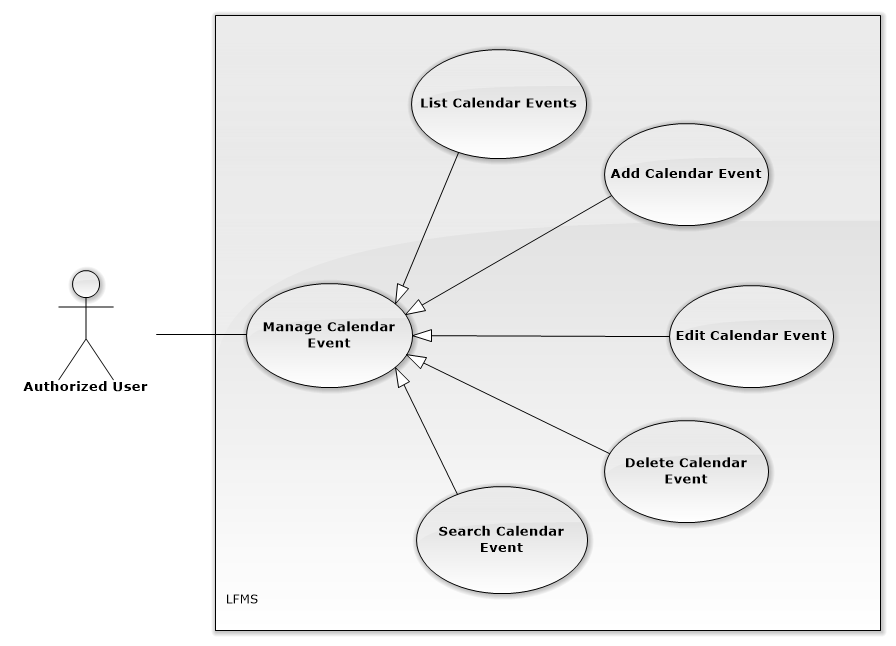 List Calendar Events
Add Calendar Event
Manage Calendar
Event
Edit Calendar Event
Authorized User
Delete Calendar
Event
Search Calendar
Event
LFMS